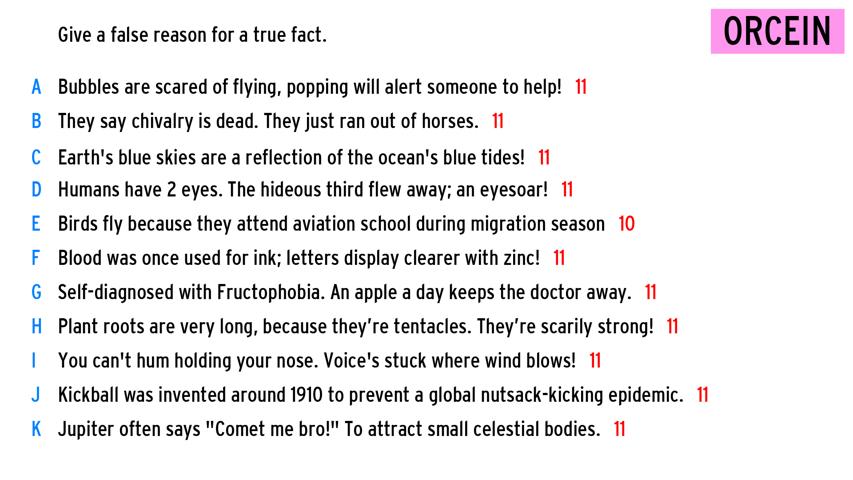 Give a false reason for a true fact.
ORCEIN
A Bubbles are scared of flying, popping will alert someone to help! 11
B They say chivalry is dead. They just ran out of horses. 11
C Earth's blue skies are a reflection of the ocean's blue tides! 11
D Humans have 2 eyes. The hideous third flew away; an eyesoar! 11
E Birds fly because they attend aviation school during migration season 10
F Blood was once used for ink; letters display clearer with zinc! 11
G Self-diagnosed with Fructophobia. An apple a day keeps the doctor away. 11
H Plant roots are very long, because they’re tentacles. They’re scarily strong! 11
I You can't hum holding your nose. Voice's stuck where wind blows! 11
J Kickball was invented around 1910 to prevent a global nutsack-kicking epidemic. 11
K Jupiter often says "Comet me bro!" To attract small celestial bodies. 11